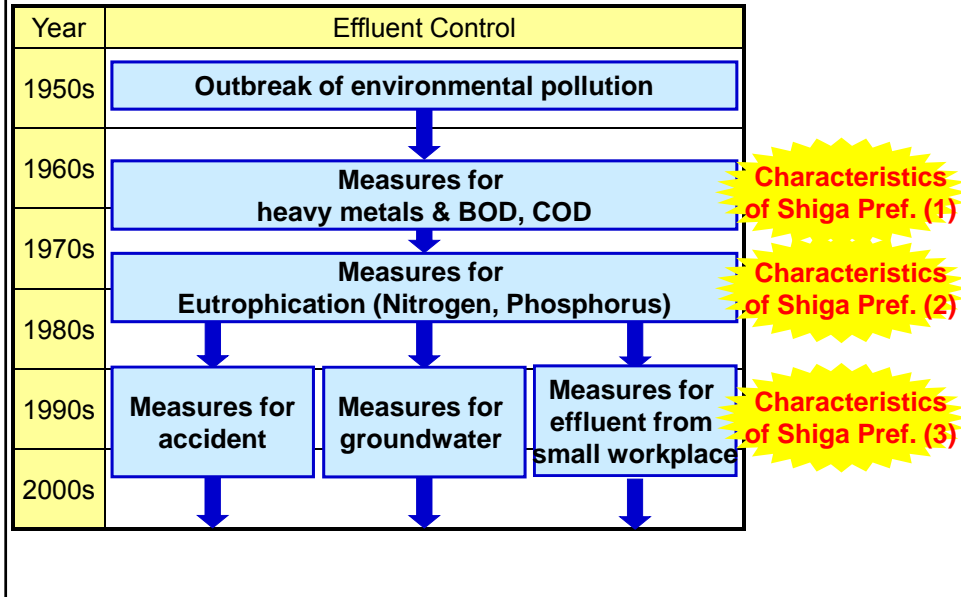 Year
Effluent Control
1950s
Outbreak of environmental pollution
1960s
Measures for
heavy metals & BOD, COD
Characteristics
of Shiga Pref. (1)
1970s
Measures for
Eutrophication (Nitrogen, Phosphorus)
Characteristics
of Shiga Pref. (2)
1980s
1990s
Measures for
accident
Measures for
groundwater
Measures for
effluent from
small workplace
Characteristics
of Shiga Pref. (3)
2000s